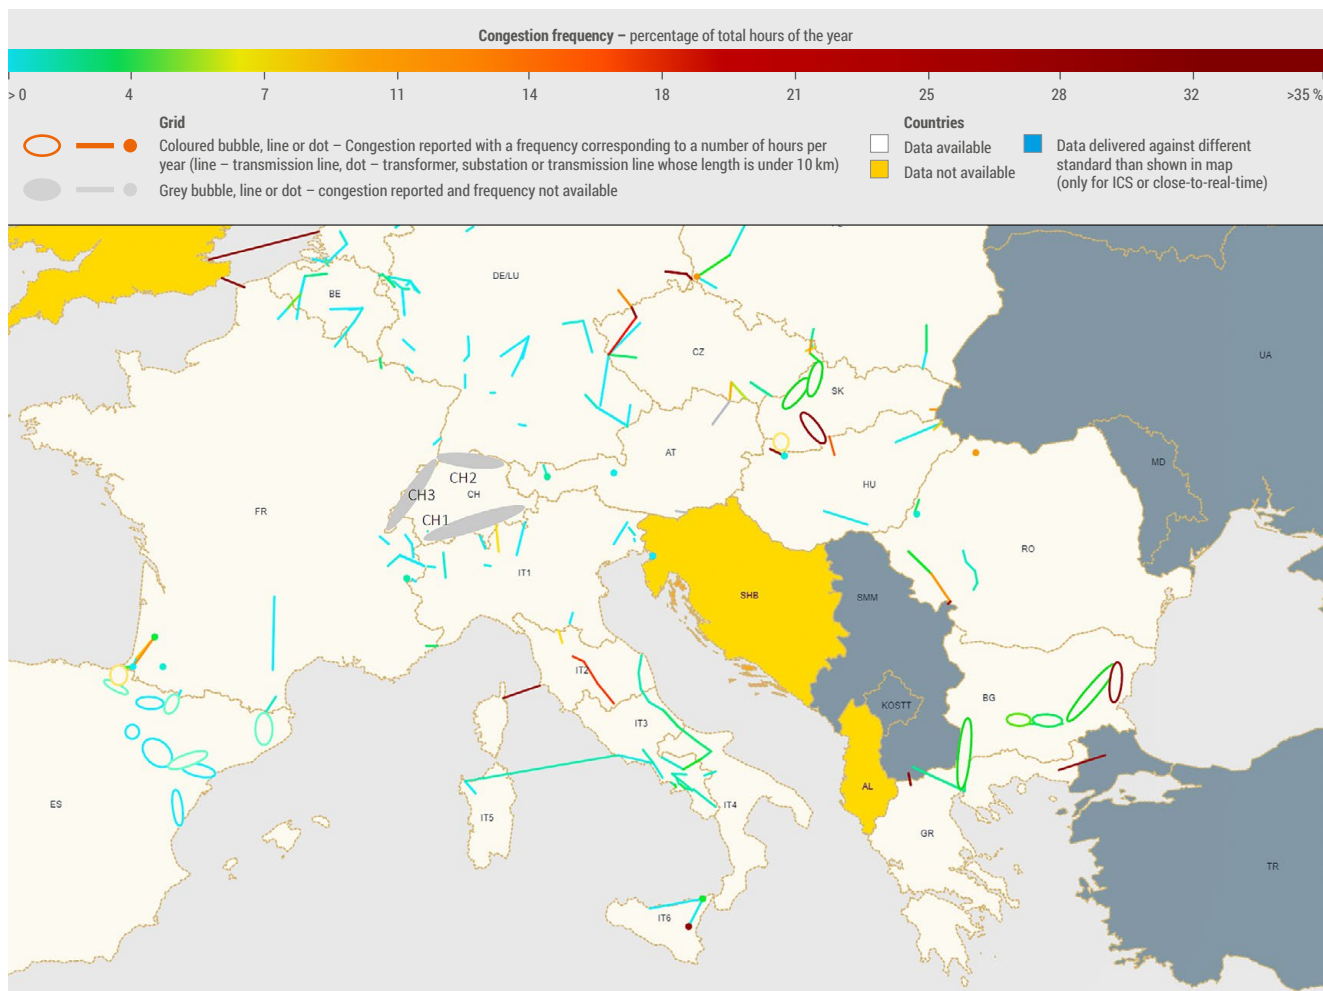 Congestion frequency – percentage of total hours of the year
> 0 4 7 11 14 18 21 25 28 32 >35 %
Grid
Coloured bubble, line or dot – Congestion reported with a frequency corresponding to a number of hours per
year (line – transmission line, dot – transformer, substation or transmission line whose length is under 10 km)
Grey bubble, line or dot – congestion reported and frequency not available
Countries
Data available
Data not available
Data delivered against different
standard than shown in map
(only for ICS or close-to-real-time)
DE/LU
BE
CZ
UA
SK
AT
MD
CH2
HU
CH3
CH
FR
CH1
RO
IT1
SHB
SMM
IT2
BG
KOSTT
IT3
AL
ES
IT4
IT5
GR
TR
IT6